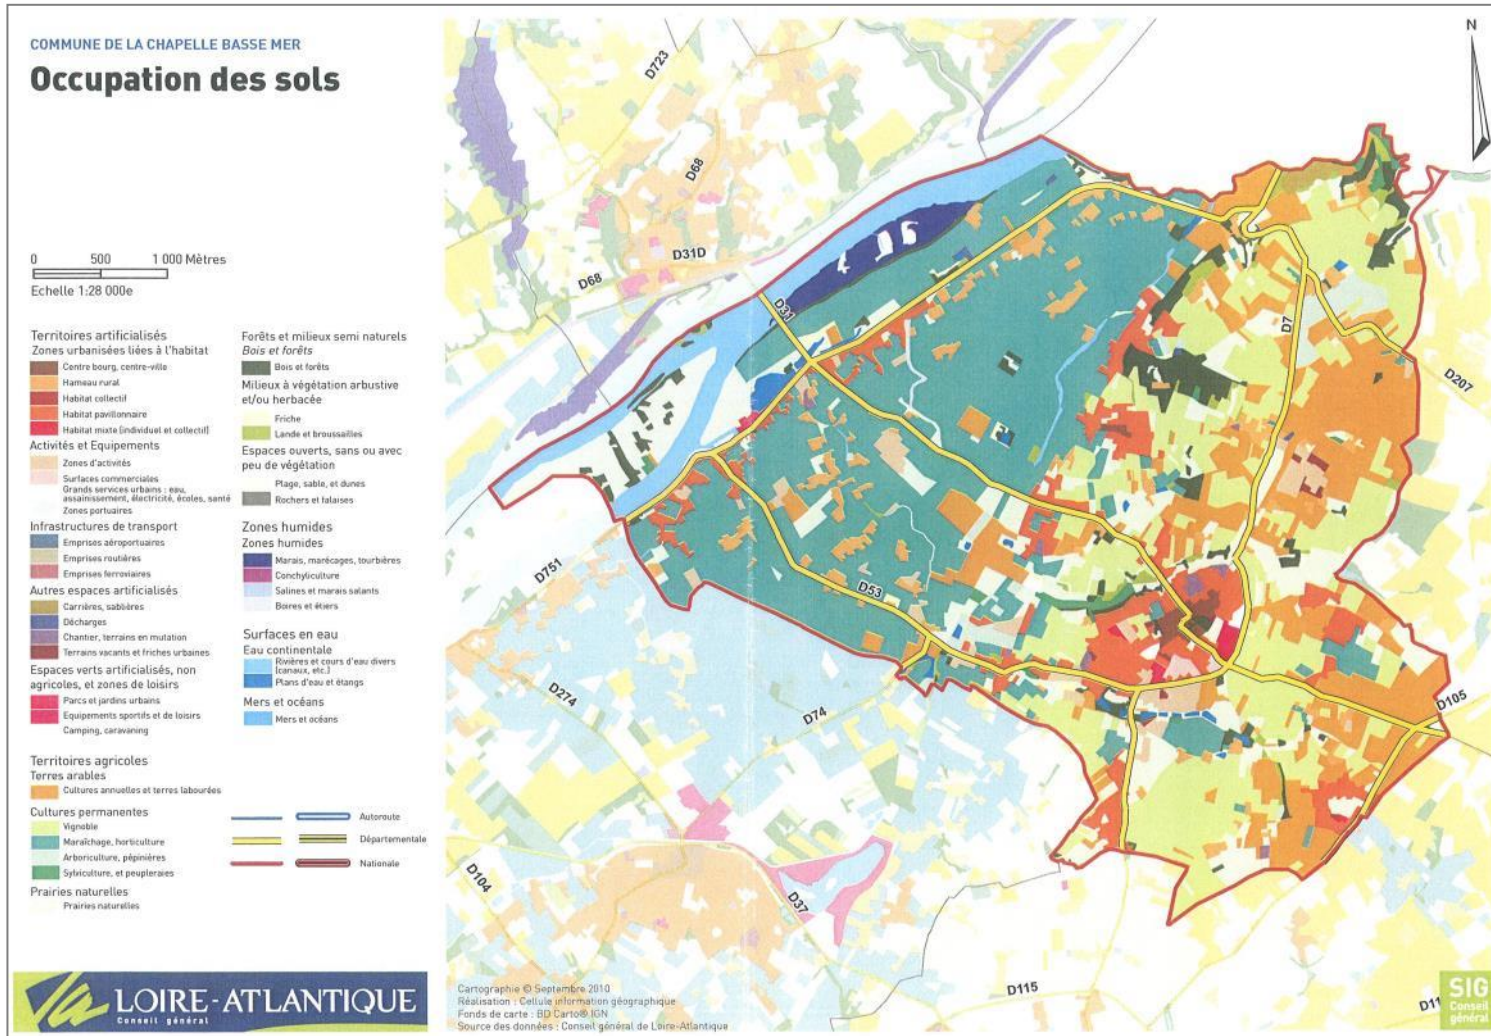 COMMUNE DE LA CHAPELLE BASSE MER
Occupation des sols
0 500 1 000 Mètres
Echelle 1:28 000e
Territoires artificialisés
Zones urbanisées liées à l'habitat
Centre bourg, centre-ville
Hameau rural
Habitat collectif
Habitat pavillonnaire
Habitat mixte (individuel et collectif)
Activités et Equipements
Zones d'activités
Surfaces commerciales
Grands services urbains : eau,
assainissement, électricité, écoles, santé
Zones portuaires
Infrastructures de transport
Emprises aéroportuaires
Emprises routières
Emprises ferroviaires
Autres espaces artificialisés
Carrières, sablières
Décharges
Chantier, terrains en mutation
Terrains vacants et friches urbaines
Espaces verts artificialisés, non
agricoles, et zones de loisirs
Parcs et jardins urbains
Equipements sportifs et de loisirs
Camping, caravaning
Territoires agricoles
Terres arables
Cultures annuelles et terres labourées
Cultures permanentes
Vignoble
Maraîchage, horticulture
Arboriculture, pépinières
Sylviculture, et peupleraies
Prairies naturelles
Prairies naturelles
Forêts et milieux semi naturels
Bois et forêts
Bois et forêts
Milieux à végétation arbustive
et/ou herbacée
Friche
Lande et broussailles
Espaces ouverts, sans ou avec
peu de végétation
Plage, sable, et dunes
Rochers et falaises
Zones humides
Zones humides
Marais, marécages, tourbières
Conchyliculture
Salines et marais salants
Boires et étiers
Surfaces en eau
Eau continentale
Rivières et cours d'eau divers
(canaux, etc.)
Plans d'eau et étangs
Mers et océans
Mers et océans
Autoroute
Départementale
Nationale
LOIRE-ATLANTIQUE
Conseil général
N
D723
D68
D31D
D68
D31
D7
D207
D751
D53
D274
D74
D105
D104
D37
D115
D11
Cartographie © Septembre 2010
Réalisation : Cellule information géographique
Fonds de carte : BD Carto® IGN
Source des données : Conseil général de Loire-Atlantique
SIG
Conseil
général